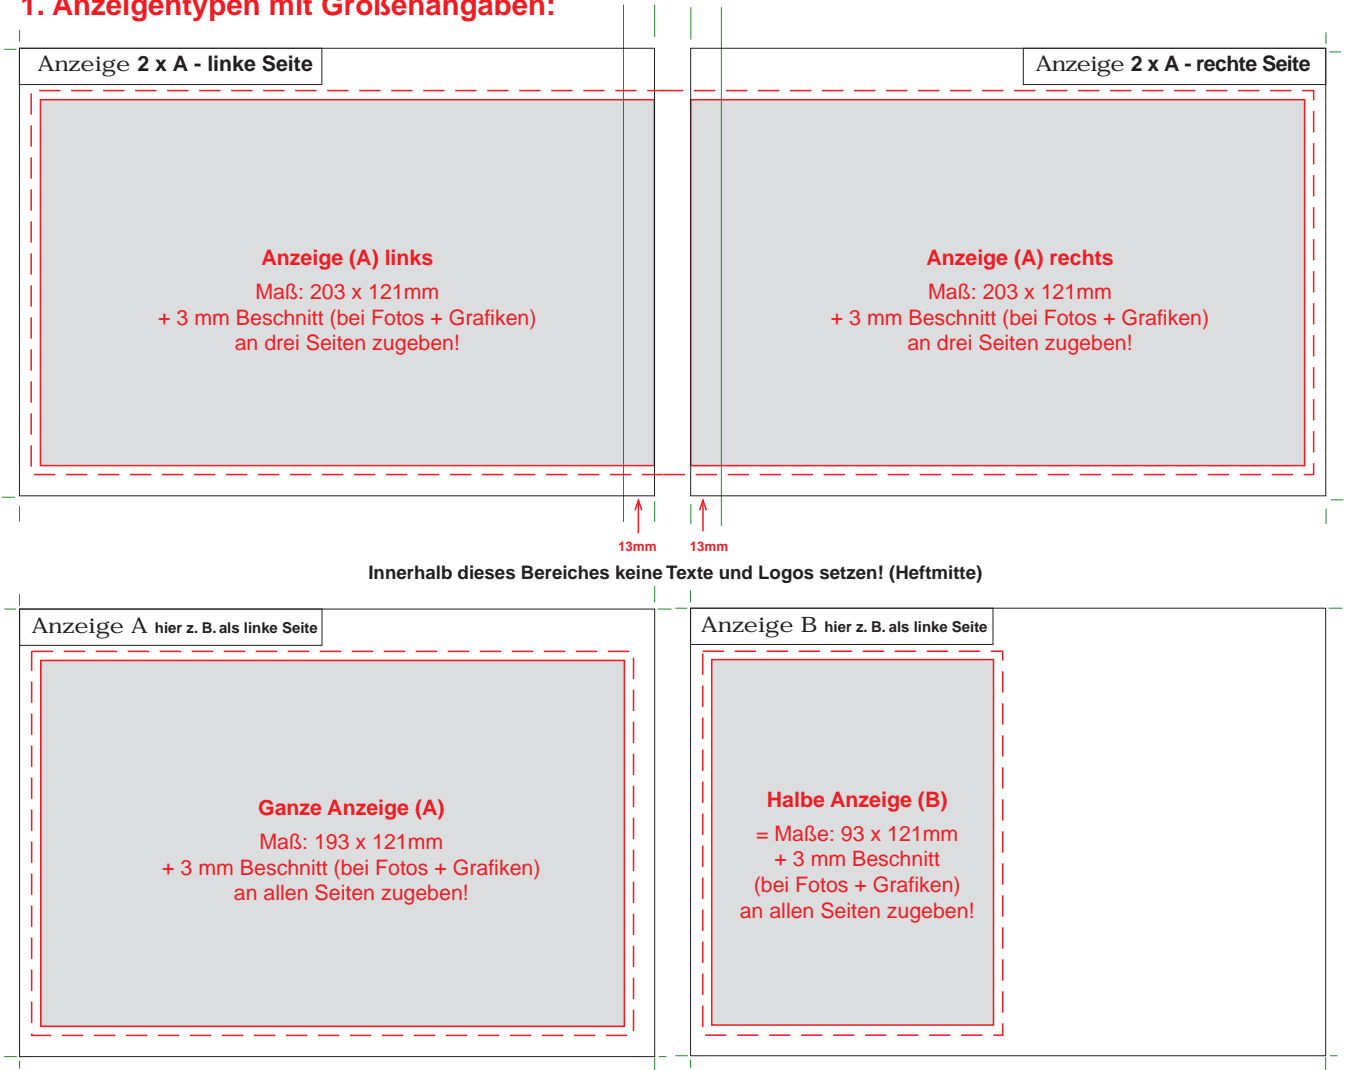 1. Anzeigentypen mit Größenangaben:
Anzeige 2 x A - linke Seite
Anzeige 2 x A - rechte Seite
Anzeige (A) links
Maß: 203 x 121mm
+ 3 mm Beschnitt (bei Fotos + Grafiken)
an drei Seiten zugeben!
Anzeige (A) rechts
Maß: 203 x 121mm
+ 3 mm Beschnitt (bei Fotos + Grafiken)
an drei Seiten zugeben!
13mm
13mm
Innerhalb dieses Bereiches keine Texte und Logos setzen! (Heftmitte)
Anzeige A hier z. B. als linke Seite
Anzeige B hier z. B. als linke Seite
Ganze Anzeige (A)
Maß: 193 x 121mm
+ 3 mm Beschnitt (bei Fotos + Grafiken)
an allen Seiten zugeben!
Halbe Anzeige (B)
= Maße: 93 x 121mm
+ 3 mm Beschnitt
(bei Fotos + Grafiken)
an allen Seiten zugeben!